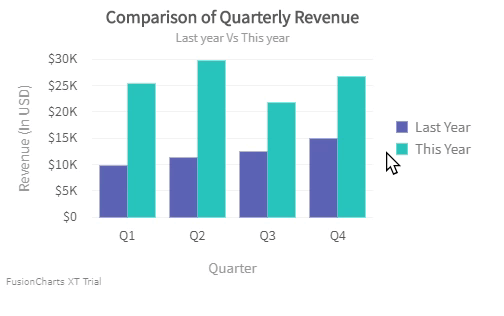 Comparison of Quarterly Revenue
Last year Vs This year
Revenue (In USD)
$30K
$25K
$20K
$15K
$10K
$5K
$0
Q1 Q2 Q3 Q4
Quarter
Last Year
This Year
FusionCharts XT Trial